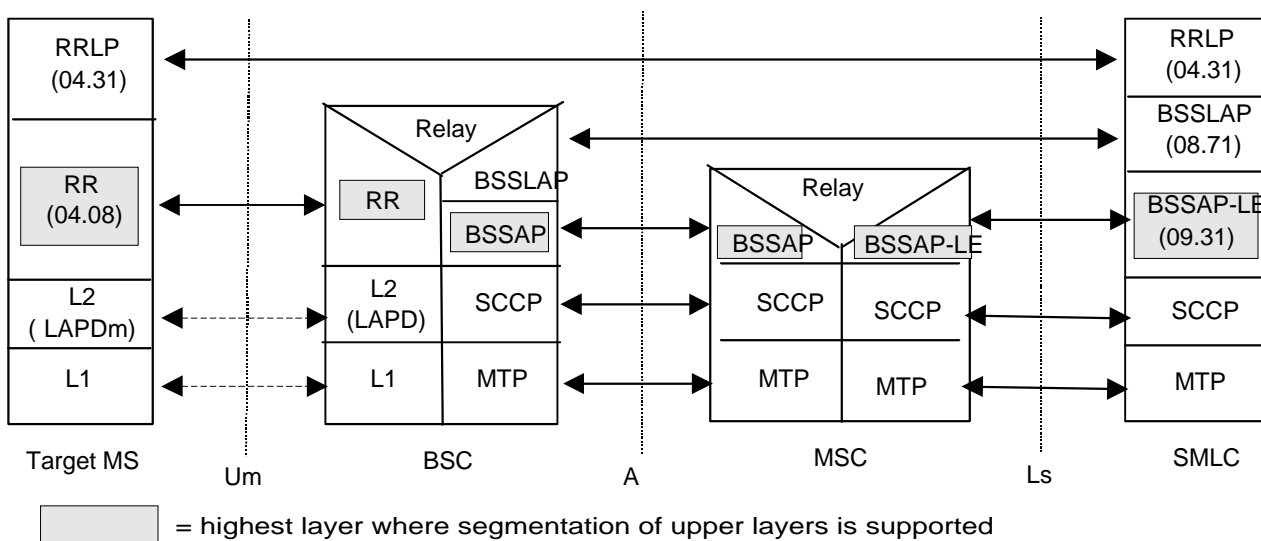 RRLP
(04.31)
RR
(04.08)
L2
( LAPDm)
L1
Target MS
Um
Relay
RR
BSSLAP
BSSAP
L2
(LAPD)
SCCP
L1
MTP
BSC
A
Relay
BSSAP
BSSAP-LE
SCCP
SCCP
MTP
MTP
MSC
Ls
RRLP
(04.31)
BSSLAP
(08.71)
BSSAP-LE
(09.31)
SCCP
MTP
SMLC
= highest layer where segmentation of upper layers is supported